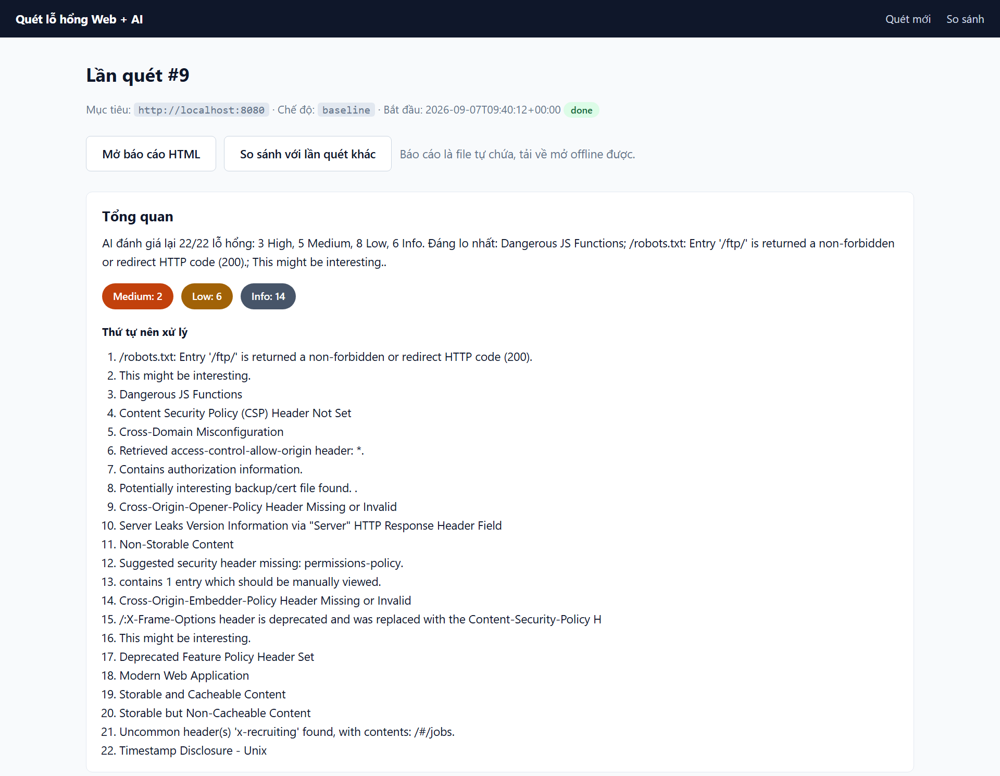 Quét lỗ hổng Web + AI
Quét mới
So sánh
Lần quét #9
Mục tiêu: http://localhost:8080 · Chế độ: baseline · Bắt đầu: 2026-09-07T09:40:12+00:00 done
Mở báo cáo HTML
So sánh với lần quét khác
Báo cáo là file tự chứa, tải về mở offline được.
Tổng quan
AI đánh giá lại 22/22 lỗ hổng: 3 High, 5 Medium, 8 Low, 6 Info. Đáng lo nhất: Dangerous JS Functions; /robots.txt: Entry '/ftp/' is returned a non-forbidden
or redirect HTTP code (200).; This might be interesting..
Medium: 2
Low: 6
Info: 14
Thứ tự nên xử lý
1. /robots.txt: Entry '/ftp/' is returned a non-forbidden or redirect HTTP code (200).
2. This might be interesting.
3. Dangerous JS Functions
4. Content Security Policy (CSP) Header Not Set
5. Cross-Domain Misconfiguration
6. Retrieved access-control-allow-origin header: *.
7. Contains authorization information.
8. Potentially interesting backup/cert file found. .
9. Cross-Origin-Opener-Policy Header Missing or Invalid
10. Server Leaks Version Information via "Server" HTTP Response Header Field
11. Non-Storable Content
12. Suggested security header missing: permissions-policy.
13. contains 1 entry which should be manually viewed.
14. Cross-Origin-Embedder-Policy Header Missing or Invalid
15. /:X-Frame-Options header is deprecated and was replaced with the Content-Security-Policy H
16. This might be interesting.
17. Deprecated Feature Policy Header Set
18. Modern Web Application
19. Storable and Cacheable Content
20. Storable but Non-Cacheable Content
21. Uncommon header(s) 'x-recruiting' found, with contents: /#/jobs.
22. Timestamp Disclosure - Unix